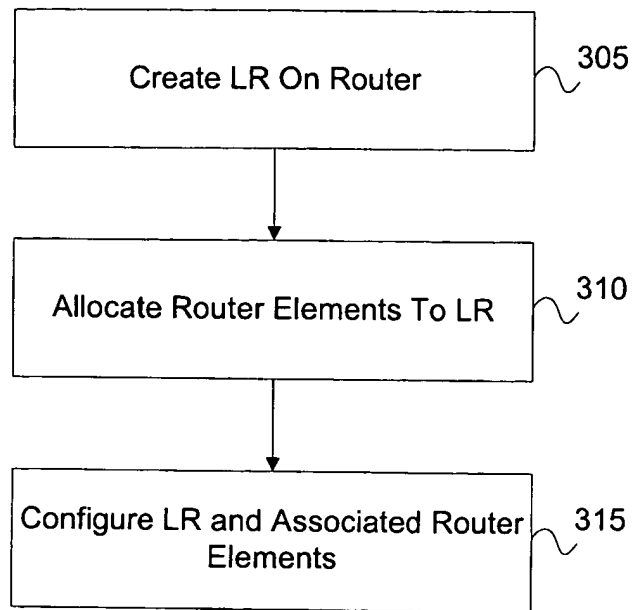 Create LR On Router
305
Allocate Router Elements To LR
310
Configure LR and Associated Router
Elements
315